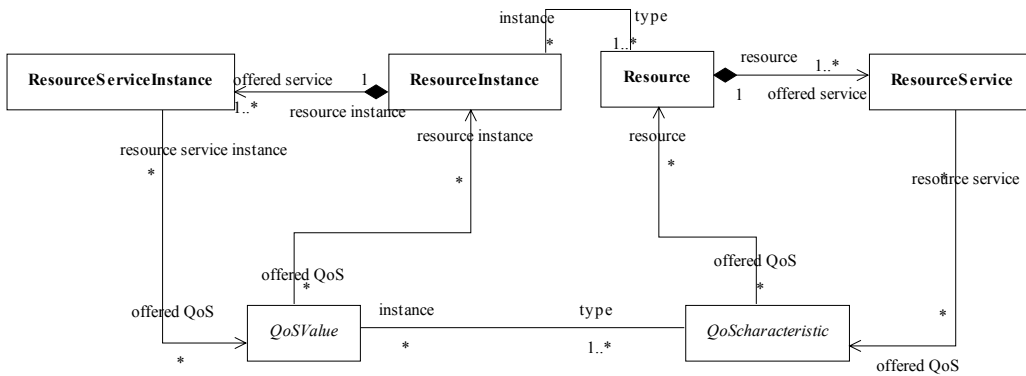 instance
type
*
1..*
ResourceServiceInstance
offered service
1
ResourceInstance
Resource
resource
1..*
ResourceService
1..*
resource instance
1
offered service
resource service instance
resource instance
resource
*
*
*
*
resource service
offered QoS
offered QoS
*
*
offered QoS
instance
type
*
QoSValue
QoScharacteristic
*
*
1..*
offered QoS